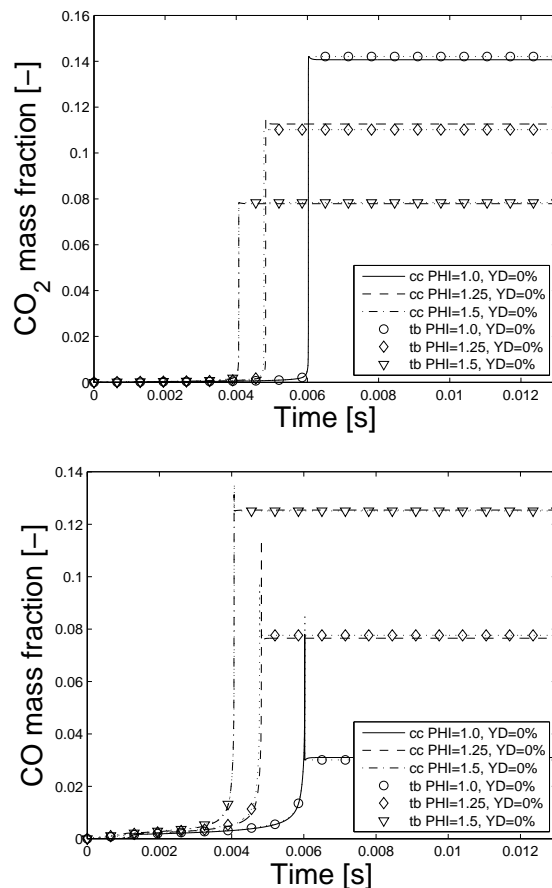 0.16
0.14
0.12
0.1
0.08
0.06
0.04
0.02
0
CO2 mass fraction [−]
cc PHI=1.0, YD=0%
cc PHI=1.25, YD=0%
cc PHI=1.5, YD=0%
tb PHI=1.0, YD=0%
tb PHI=1.25, YD=0%
tb PHI=1.5, YD=0%
0 0.002 0.004 0.006 0.008 0.01 0.012
Time [s]
0.14
0.12
0.1
0.08
0.06
0.04
0.02
0
CO mass fraction [−]
cc PHI=1.0, YD=0%
cc PHI=1.25, YD=0%
cc PHI=1.5, YD=0%
tb PHI=1.0, YD=0%
tb PHI=1.25, YD=0%
tb PHI=1.5, YD=0%
0 0.002 0.004 0.006 0.008 0.01 0.012
Time [s]